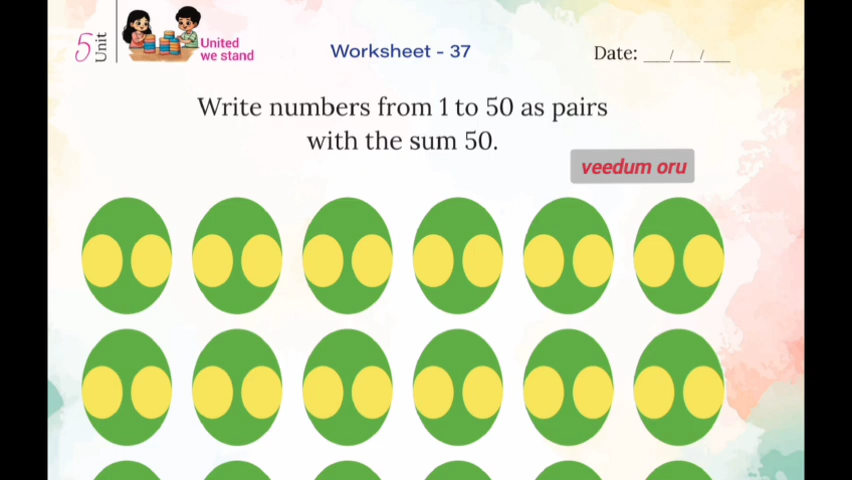 5
Unit
United
we stand
Worksheet - 37
Date: ___/___/___
Write numbers from 1 to 50 as pairs
with the sum 50.
veedum oru